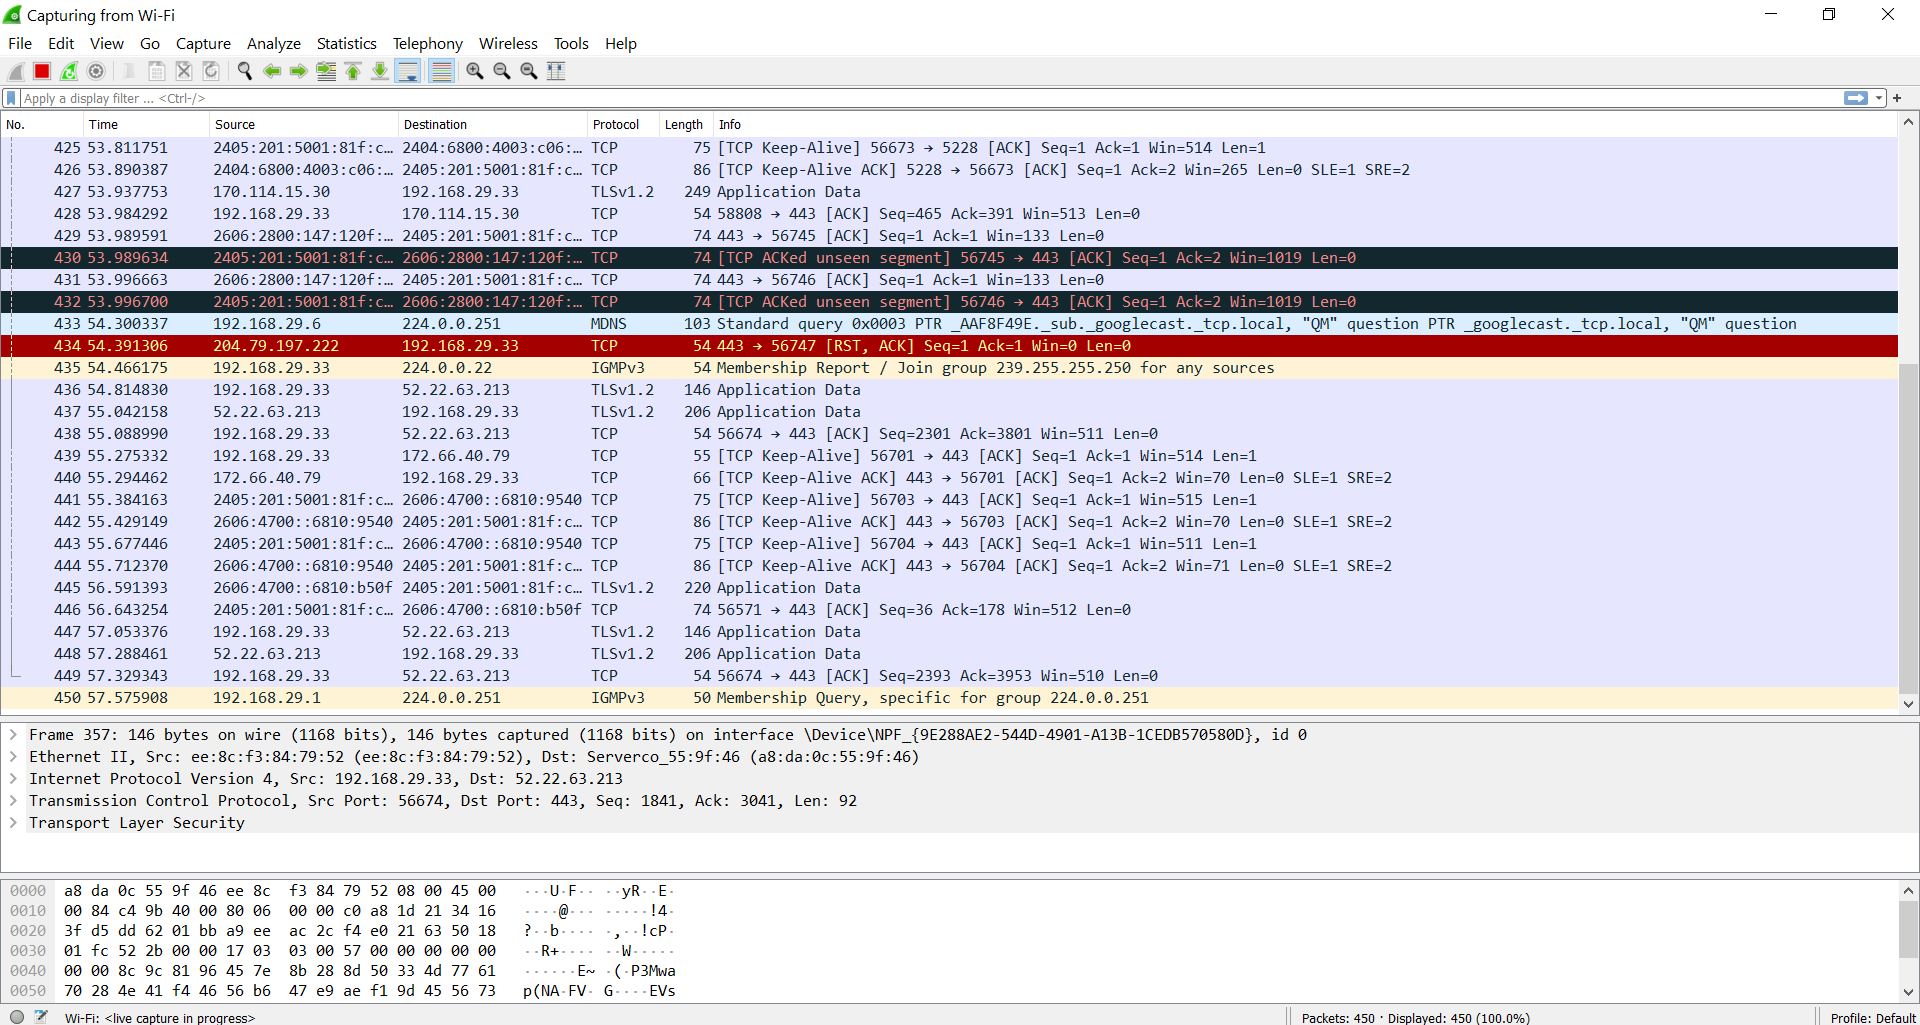 Capturing from Wi-Fi
File Edit View Go Capture Analyze Statistics Telephony Wireless Tools Help
Apply a display filter ... <Ctrl-/>
No. Time Source Destination Protocol Length Info
425 53.811751 2405:201:5001:81f:c… 2404:6800:4003:c06:… TCP 75 [TCP Keep-Alive] 56673 → 5228 [ACK] Seq=1 Ack=1 Win=514 Len=1
426 53.890387 2404:6800:4003:c06:… 2405:201:5001:81f:c… TCP 86 [TCP Keep-Alive ACK] 5228 → 56673 [ACK] Seq=1 Ack=2 Win=265 Len=0 SLE=1 SRE=2
427 53.937753 170.114.15.30 192.168.29.33 TLSv1.2 249 Application Data
428 53.984292 192.168.29.33 170.114.15.30 TCP 54 58808 → 443 [ACK] Seq=465 Ack=391 Win=513 Len=0
429 53.989591 2606:2800:147:120f:… 2405:201:5001:81f:c… TCP 74 443 → 56745 [ACK] Seq=1 Ack=1 Win=133 Len=0
430 53.989634 2405:201:5001:81f:c… 2606:2800:147:120f:… TCP 74 [TCP ACKed unseen segment] 56745 → 443 [ACK] Seq=1 Ack=2 Win=1019 Len=0
431 53.996663 2606:2800:147:120f:… 2405:201:5001:81f:c… TCP 74 443 → 56746 [ACK] Seq=1 Ack=1 Win=133 Len=0
432 53.996700 2405:201:5001:81f:c… 2606:2800:147:120f:… TCP 74 [TCP ACKed unseen segment] 56746 → 443 [ACK] Seq=1 Ack=2 Win=1019 Len=0
433 54.300337 192.168.29.6 224.0.0.251 MDNS 103 Standard query 0x0003 PTR _AAF8F49E._sub._googlecast._tcp.local, "QM" question PTR _googlecast._tcp.local, "QM" question
434 54.391306 204.79.197.222 192.168.29.33 TCP 54 443 → 56747 [RST, ACK] Seq=1 Ack=1 Win=0 Len=0
435 54.466175 192.168.29.33 224.0.0.22 IGMPv3 54 Membership Report / Join group 239.255.255.250 for any sources
436 54.814830 192.168.29.33 52.22.63.213 TLSv1.2 146 Application Data
437 55.042158 52.22.63.213 192.168.29.33 TLSv1.2 206 Application Data
438 55.088990 192.168.29.33 52.22.63.213 TCP 54 56674 → 443 [ACK] Seq=2301 Ack=3801 Win=511 Len=0
439 55.275332 192.168.29.33 172.66.40.79 TCP 55 [TCP Keep-Alive] 56701 → 443 [ACK] Seq=1 Ack=1 Win=514 Len=1
440 55.294462 172.66.40.79 192.168.29.33 TCP 66 [TCP Keep-Alive ACK] 443 → 56701 [ACK] Seq=1 Ack=2 Win=70 Len=0 SLE=1 SRE=2
441 55.384163 2405:201:5001:81f:c… 2606:4700::6810:9540 TCP 75 [TCP Keep-Alive] 56703 → 443 [ACK] Seq=1 Ack=1 Win=515 Len=1
442 55.429149 2606:4700::6810:9540 2405:201:5001:81f:c… TCP 86 [TCP Keep-Alive ACK] 443 → 56703 [ACK] Seq=1 Ack=2 Win=70 Len=0 SLE=1 SRE=2
443 55.677446 2405:201:5001:81f:c… 2606:4700::6810:9540 TCP 75 [TCP Keep-Alive] 56704 → 443 [ACK] Seq=1 Ack=1 Win=511 Len=1
444 55.712370 2606:4700::6810:9540 2405:201:5001:81f:c… TCP 86 [TCP Keep-Alive ACK] 443 → 56704 [ACK] Seq=1 Ack=2 Win=71 Len=0 SLE=1 SRE=2
445 56.591393 2606:4700::6810:b50f 2405:201:5001:81f:c… TLSv1.2 220 Application Data
446 56.643254 2405:201:5001:81f:c… 2606:4700::6810:b50f TCP 74 56571 → 443 [ACK] Seq=36 Ack=178 Win=512 Len=0
447 57.053376 192.168.29.33 52.22.63.213 TLSv1.2 146 Application Data
448 57.288461 52.22.63.213 192.168.29.33 TLSv1.2 206 Application Data
449 57.329343 192.168.29.33 52.22.63.213 TCP 54 56674 → 443 [ACK] Seq=2393 Ack=3953 Win=510 Len=0
450 57.575908 192.168.29.1 224.0.0.251 IGMPv3 50 Membership Query, specific for group 224.0.0.251
Frame 357: 146 bytes on wire (1168 bits), 146 bytes captured (1168 bits) on interface \Device\NPF_{9E288AE2-544D-4901-A13B-1CEDB570580D}, id 0
Ethernet II, Src: ee:8c:f3:84:79:52 (ee:8c:f3:84:79:52), Dst: Serverco_55:9f:46 (a8:da:0c:55:9f:46)
Internet Protocol Version 4, Src: 192.168.29.33, Dst: 52.22.63.213
Transmission Control Protocol, Src Port: 56674, Dst Port: 443, Seq: 1841, Ack: 3041, Len: 92
Transport Layer Security
0000 a8 da 0c 55 9f 46 ee 8c f3 84 79 52 08 00 45 00 ···U·F·· ··yR··E·
0010 00 84 c4 9b 40 00 80 06 00 00 c0 a8 1d 21 34 16 ····@··· ·····!4·
0020 3f d5 dd 62 01 bb a9 ee ac 2c f4 e0 21 63 50 18 ?··b···· ·,··!cP·
0030 01 fc 52 2b 00 00 17 03 03 00 57 00 00 00 00 00 ··R+···· ··W·····
0040 00 00 8c 9c 81 96 45 7e 8b 28 8d 50 33 4d 77 61 ······E~ ·(·P3Mwa
0050 70 28 4e 41 f4 46 56 b6 47 e9 ae f1 9d 45 56 73 p(NA·FV· G····EVs
Wi-Fi: <live capture in progress> Packets: 450 · Displayed: 450 (100.0%) Profile: Default